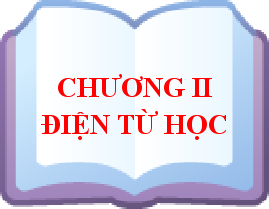 CHƯƠNG II
ĐIỆN TỪ HỌC